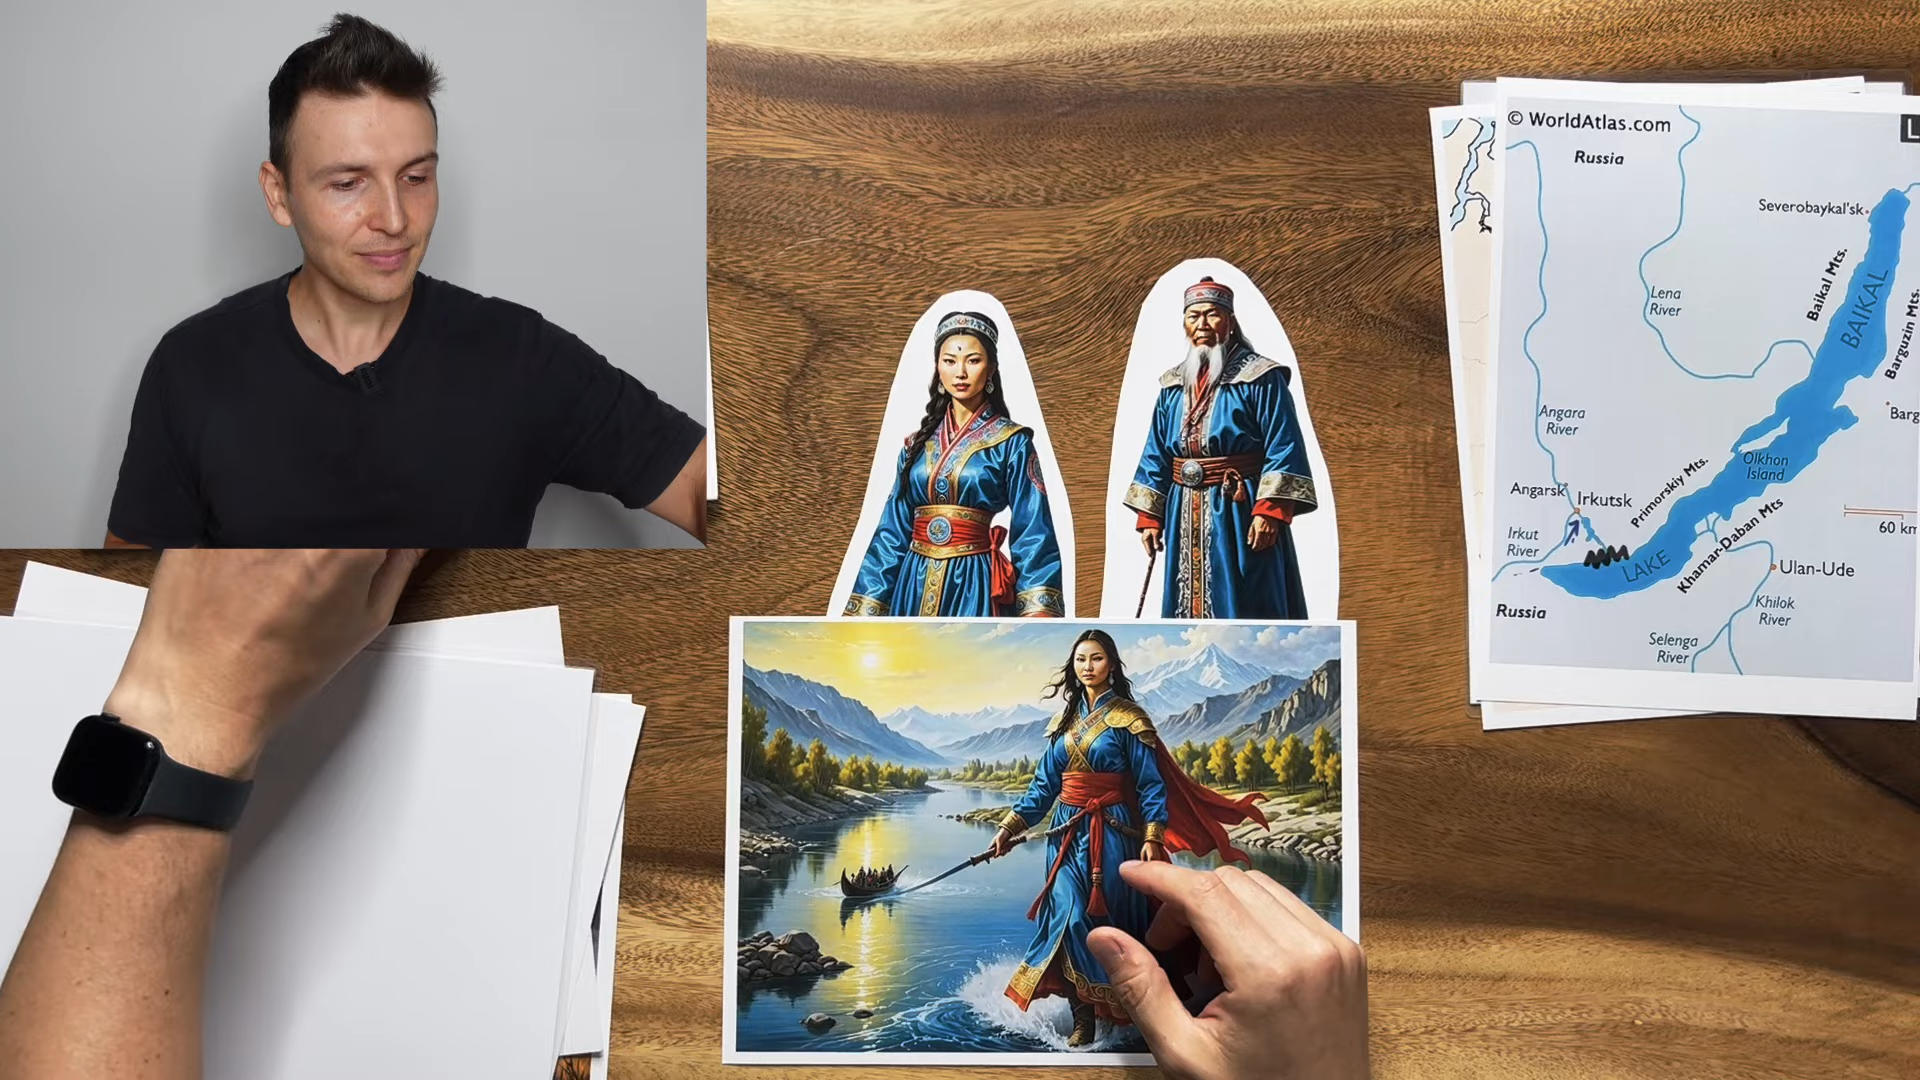 © WorldAtlas.com
L
Russia
Severobaykal'sk
Baikal Mts.
BAIKAL
Barguzin Mts.
Lena
River
Barg
Angara
River
Olkhon
Island
Primorskiy Mts.
Angarsk
Irkutsk
60 km
Irkut
River
LAKE
Khamar-Daban Mts
Ulan-Ude
Russia
Khilok
River
Selenga
River